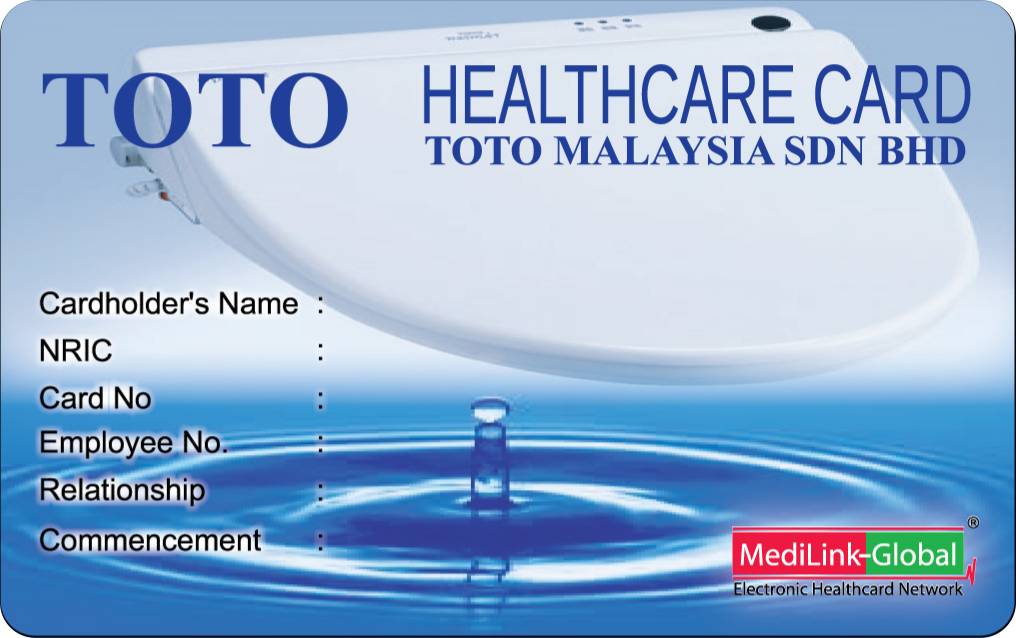 TOTO
HEALTHCARE CARD
TOTO MALAYSIA SDN BHD
Cardholder's Name :
NRIC :
Card No :
Employee No. :
Relationship :
Commencement :
MediLink-Global®
Electronic Healthcard Network